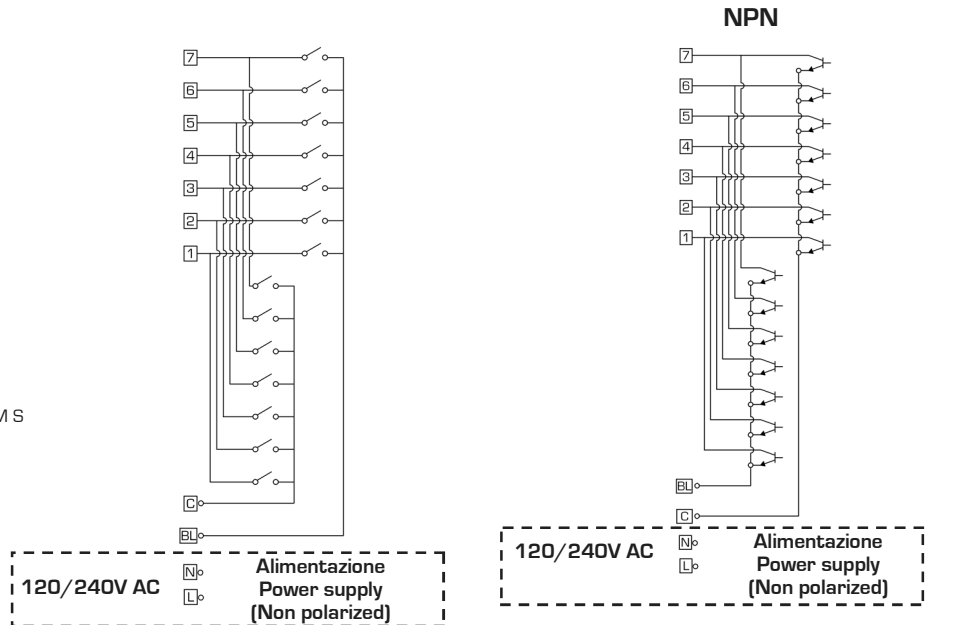 NPN
7
6
5
4
3
2
1
C
BL
120/240V AC
N
L
Alimentazione
Power supply
(Non polarized)
M S
7
6
5
4
3
2
1
BL
C
120/240V AC
N
L
Alimentazione
Power supply
(Non polarized)